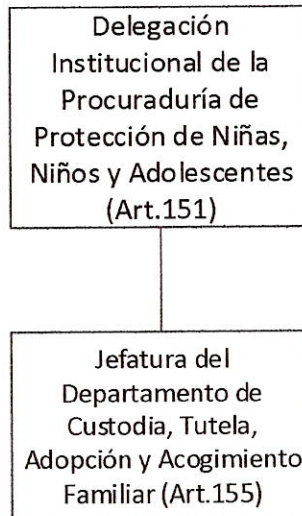 Delegación
Institucional de la
Procuraduría de
Protección de Niñas,
Niños y Adolescentes
(Art.151)
Jefatura del
Departamento de
Custodia, Tutela,
Adopción y Acogimiento
Familiar (Art.155)